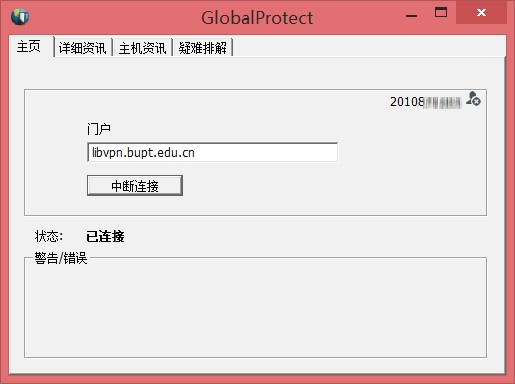 GlobalProtect
主页 详细资讯 主机资讯 疑难排解
20108
门户
libvpn.bupt.edu.cn
中断连接
状态: 已连接
警告/错误